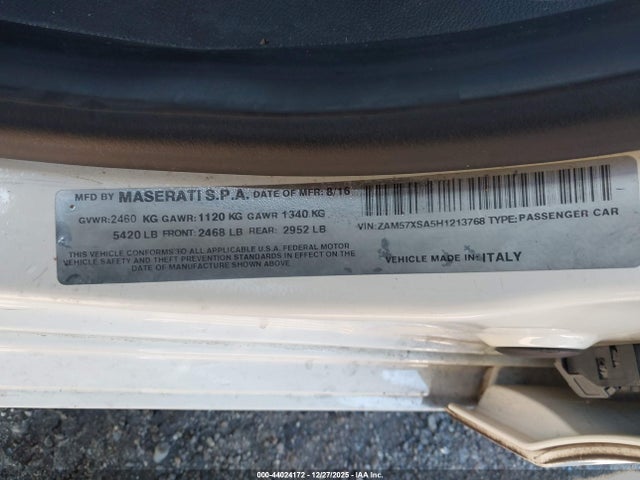 MFD BY MASERATI S.P.A. DATE OF MFR: 8/16
GVWR:2460 KG GAWR:1120 KG GAWR 1340 KG
5420 LB FRONT: 2468 LB REAR: 2952 LB
THIS VEHICLE CONFORMS TO ALL APPLICABLE U.S.A. FEDERAL MOTOR
VEHICLE SAFETY AND THEFT PREVENTION STANDARDS IN EFFECT ON THE
DATE OF MANUFACTURE SHOWN ABOVE
VIN:ZAM57XSA5H1213768 TYPE:PASSENGER CAR
VEHICLE MADE IN: ITALY
000-44024172 - 12/27/2025 - IAA Inc.